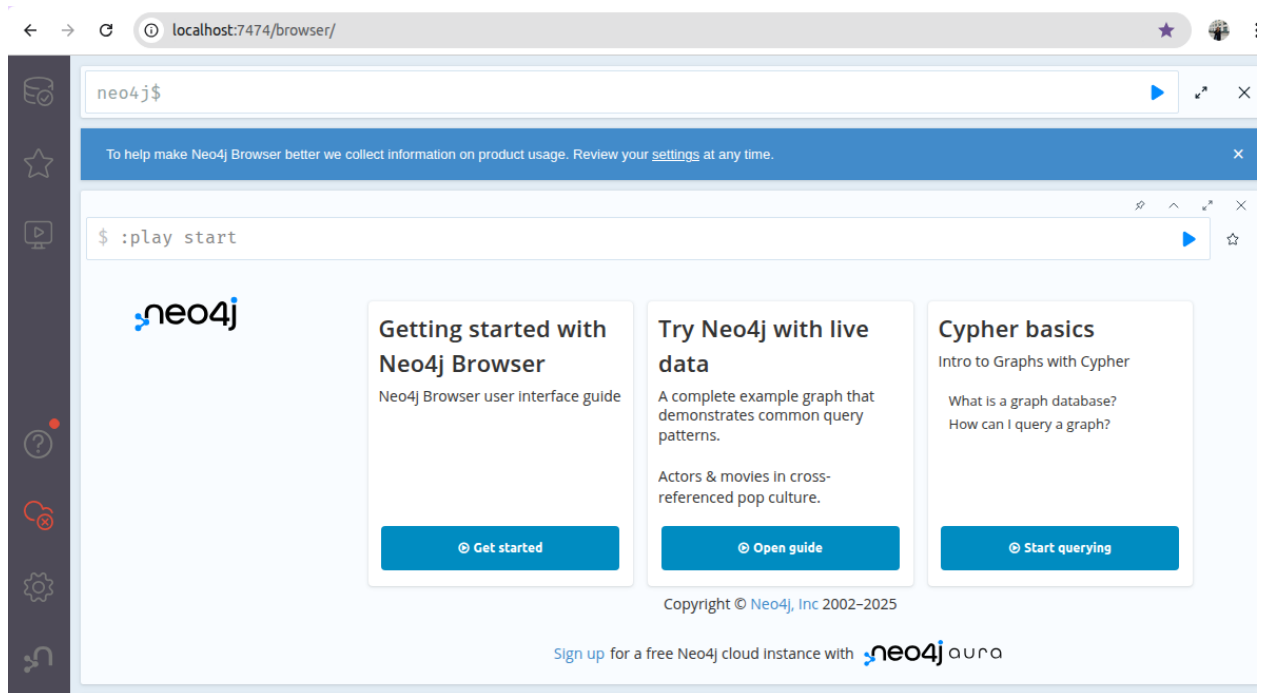 localhost:7474/browser/
neo4j$
To help make Neo4j Browser better we collect information on product usage. Review your settings at any time.
$ :play start
neo4j
Getting started with
Neo4j Browser
Neo4j Browser user interface guide
Get started
Try Neo4j with live
data
A complete example graph that
demonstrates common query
patterns.
Actors & movies in cross-
referenced pop culture.
Open guide
Cypher basics
Intro to Graphs with Cypher
What is a graph database?
How can I query a graph?
Start querying
Copyright © Neo4j, Inc 2002–2025
Sign up for a free Neo4j cloud instance with neo4j aura